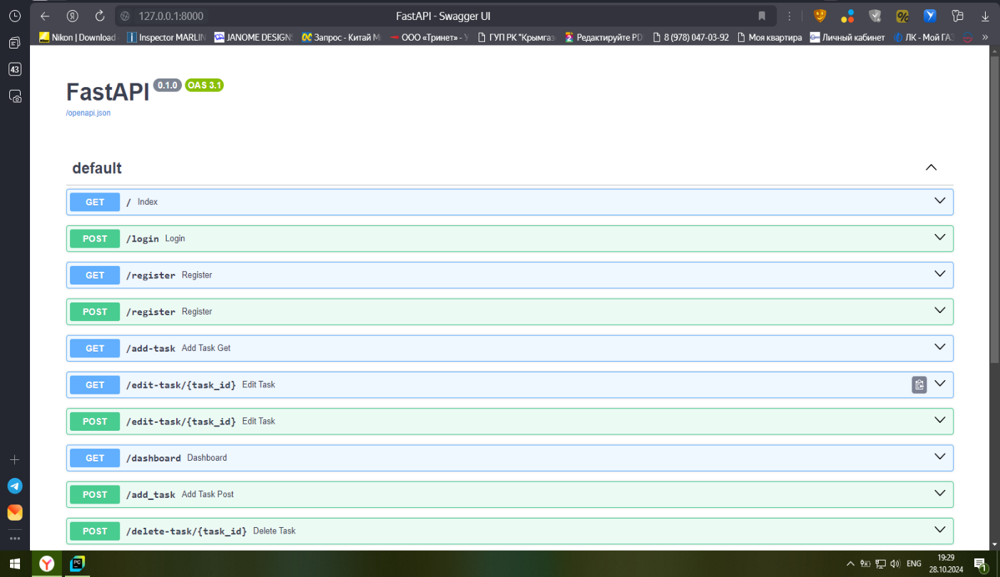 127.0.0.1:8000
FastAPI - Swagger UI
Nikon | Download
Inspector MARLIN
JANOME DESIGN
Запрос - Китай М
ООО «Тринет» - У
ГУП РК "Крымгаз
Редактируйте PD
8 (978) 047-03-92
Моя квартира
Личный кабинет
ЛК - Мой ГАЗ
»
43
FastAPI 0.1.0 OAS 3.1
/openapi.json
default
GET / Index
POST /login Login
GET /register Register
POST /register Register
GET /add-task Add Task Get
GET /edit-task/{task_id} Edit Task
POST /edit-task/{task_id} Edit Task
GET /dashboard Dashboard
POST /add_task Add Task Post
POST /delete-task/{task_id} Delete Task
PC
ENG
19:29
28.10.2024
1